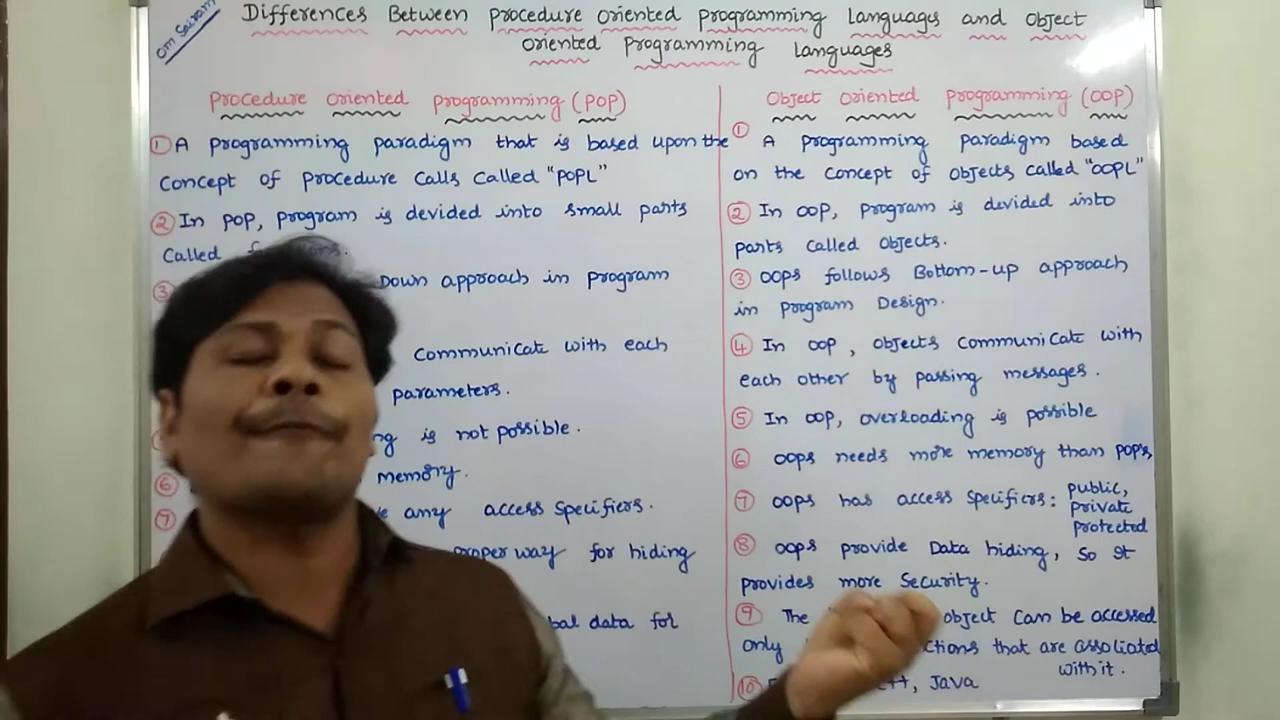 Om Sairam
Differences Between procedure oriented programming languages and object
oriented programming languages
procedure oriented programming (POP)
① A programming paradigm that is based upon the
concept of procedure calls called "POPL"
② In pop, program is devided into small parts
called
③ Down approach in program
communicate with each
parameters.
is not possible.
⑥ memory.
⑦ any access specifiers.
way for hiding
data for
object oriented programming (OOP)
① A programming paradigm based
on the concept of objects called "OOPL"
② In oop, program is devided into
parts called objects.
③ oops follows Bottom-up approach
in program Design.
④ In oop, objects communicate with
each other by passing messages.
⑤ In oop, overloading is possible
⑥ oops needs more memory than pop's
⑦ oops has access specifiers: public,
private
protected
⑧ oops provide Data hiding, so it
provides more security.
⑨ The object can be accessed
only that are associated
with it.
⑩ Java